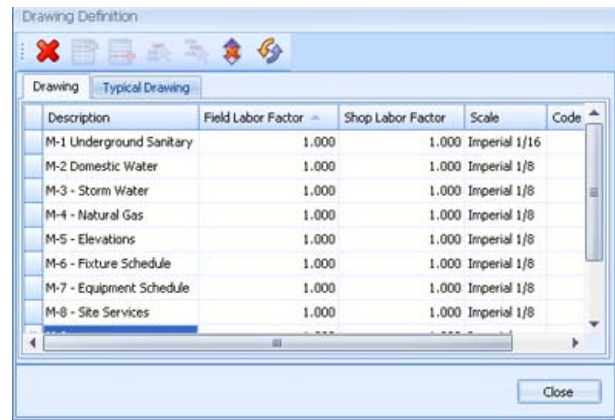 Drawing Definition
Drawing Typical Drawing
Description Field Labor Factor Shop Labor Factor Scale Code
M-1 Underground Sanitary 1.000 1.000 Imperial 1/16
M-2 Domestic Water 1.000 1.000 Imperial 1/8
M-3 - Storm Water 1.000 1.000 Imperial 1/8
M-4 - Natural Gas 1.000 1.000 Imperial 1/8
M-5 - Elevations 1.000 1.000 Imperial 1/8
M-6 - Fixture Schedule 1.000 1.000 Imperial 1/8
M-7 - Equipment Schedule 1.000 1.000 Imperial 1/8
M-8 - Site Services 1.000 1.000 Imperial 1/8
Close